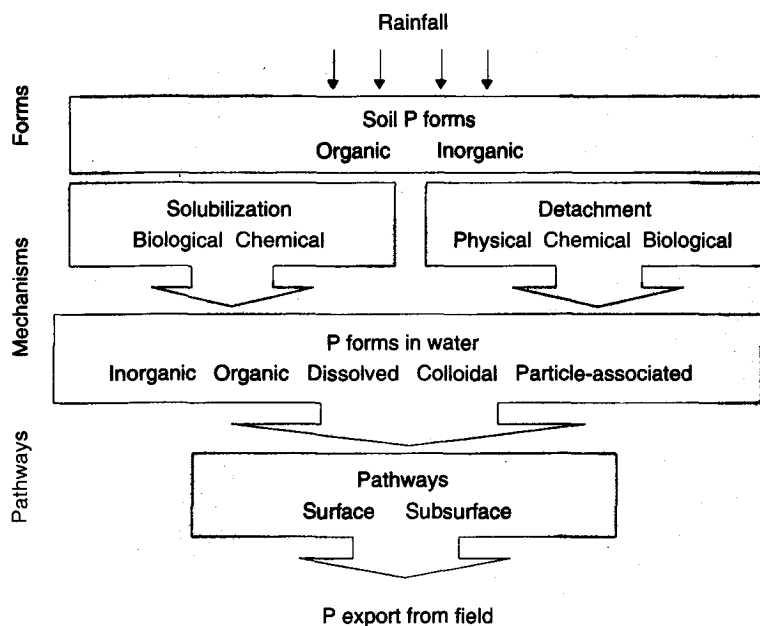 Rainfall
Forms
Soil P forms
Organic Inorganic
Solubilization
Biological Chemical
Detachment
Physical Chemical Biological
Mechanisms
P forms in water
Inorganic Organic Dissolved Colloidal Particle-associated
Pathways
Pathways
Surface Subsurface
P export from field